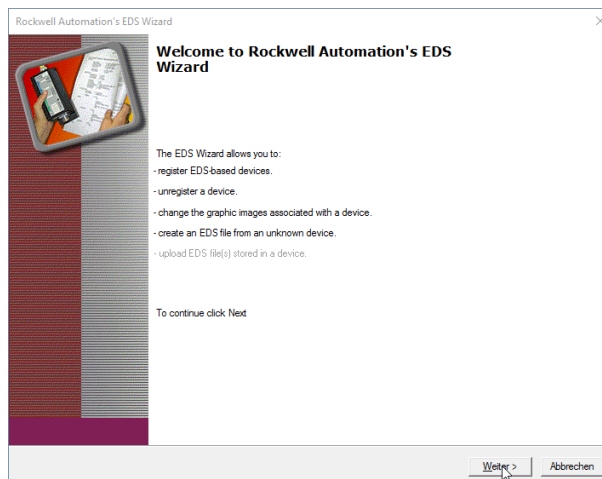 Rockwell Automation's EDS Wizard
Welcome to Rockwell Automation's EDS
Wizard
The EDS Wizard allows you to:
- register EDS-based devices.
- unregister a device.
- change the graphic images associated with a device.
- create an EDS file from an unknown device.
- upload EDS file(s) stored in a device.
To continue click Next
Weiter >
Abbrechen